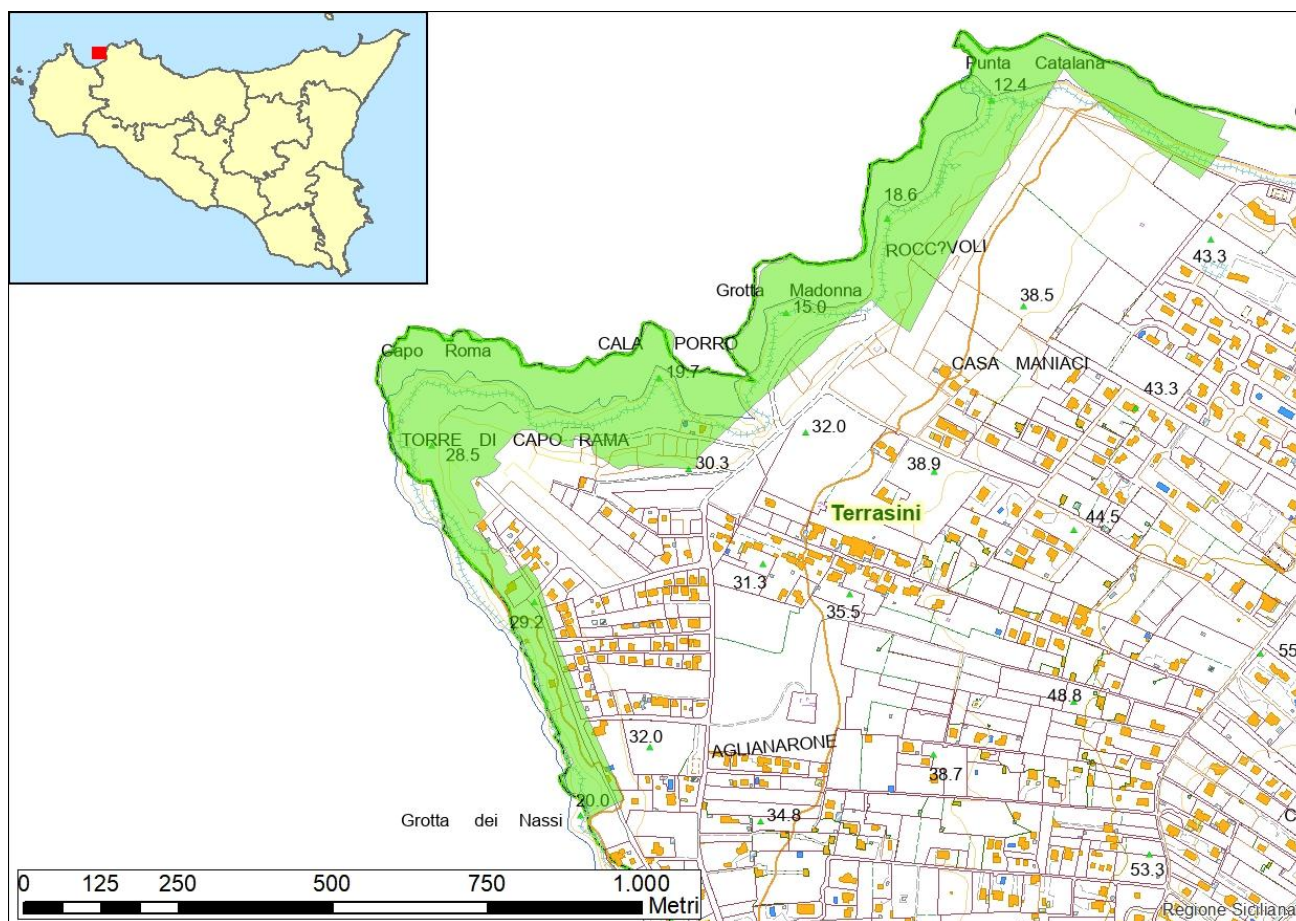 Punta Catalana
12.4
18.6
ROCC?VOLI
43.3
Grotta Madonna
15.0
38.5
Capo Roma
CALA PORRO
19.7
CASA MANIACI
43.3
TORRE DI CAPO RAMA
28.5
32.0
30.3
38.9
Terrasini
44.5
31.3
35.5
29.2
55
48.8
32.0
AGLIANARONE
38.7
20.0
Grotta dei Nassi
34.8
C
53.3
0 125 250 500 750 1.000
Metri
Regione Siciliana